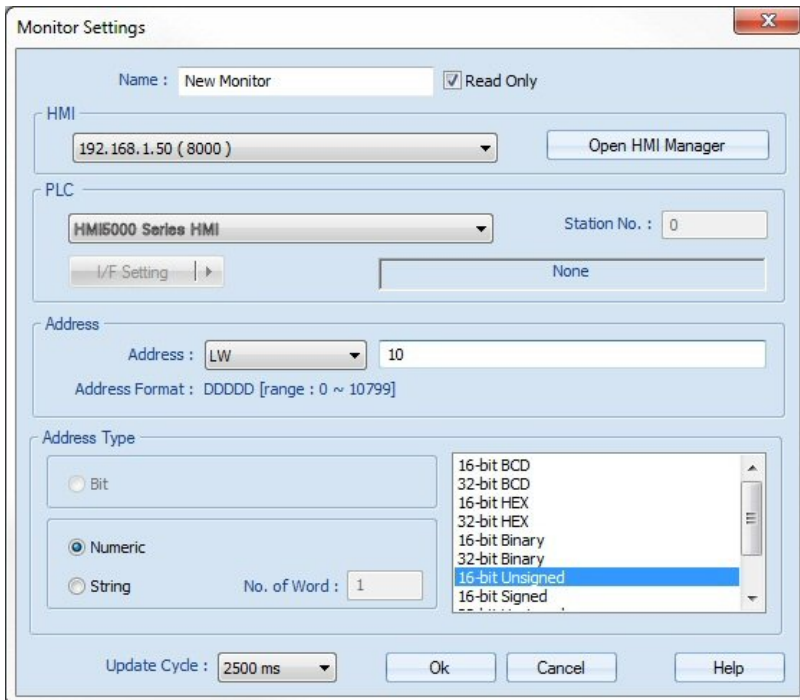 Monitor Settings
Name : New Monitor Read Only
HMI
192.168.1.50 ( 8000 ) Open HMI Manager
PLC
HMI5000 Series HMI Station No. : 0
I/F Setting None
Address
Address : LW 10
Address Format : DDDDD [range : 0 ~ 10799]
Address Type
Bit
Numeric
String No. of Word : 1
16-bit BCD
32-bit BCD
16-bit HEX
32-bit HEX
16-bit Binary
32-bit Binary
16-bit Unsigned
16-bit Signed
Update Cycle : 2500 ms Ok Cancel Help